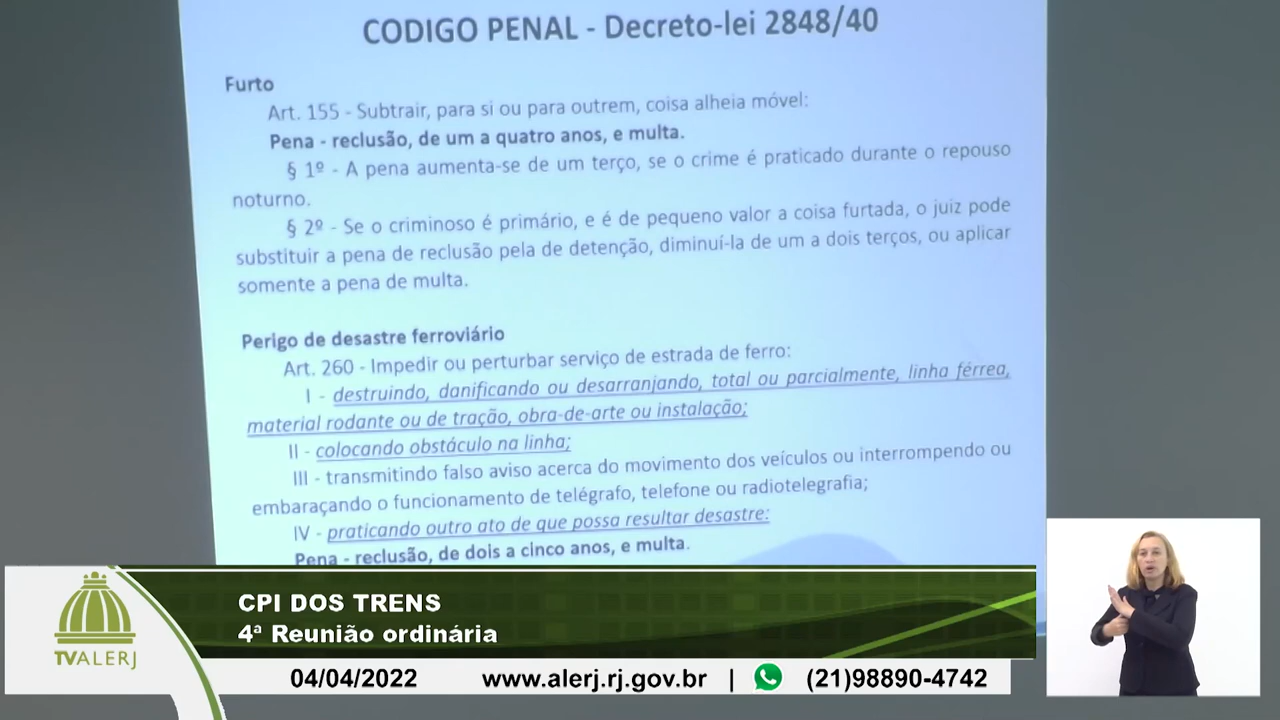 CODIGO PENAL - Decreto-lei 2848/40
Furto
Art. 155 - Subtrair, para si ou para outrem, coisa alheia móvel:
Pena - reclusão, de um a quatro anos, e multa.
§ 1º - A pena aumenta-se de um terço, se o crime é praticado durante o repouso
noturno.
§ 2º - Se o criminoso é primário, e é de pequeno valor a coisa furtada, o juiz pode
substituir a pena de reclusão pela de detenção, diminuí-la de um a dois terços, ou aplicar
somente a pena de multa.
Perigo de desastre ferroviário
Art. 260 - Impedir ou perturbar serviço de estrada de ferro:
I - destruindo, danificando ou desarranjando, total ou parcialmente, linha férrea,
material rodante ou de tração, obra-de-arte ou instalação;
II - colocando obstáculo na linha;
III - transmitindo falso aviso acerca do movimento dos veículos ou interrompendo ou
embaraçando o funcionamento de telégrafo, telefone ou radiotelegrafia;
IV - praticando outro ato de que possa resultar desastre:
Pena - reclusão, de dois a cinco anos, e multa.
CPI DOS TRENS
4ª Reunião ordinária
TVALERJ
04/04/2022 www.alerj.rj.gov.br | (21)98890-4742